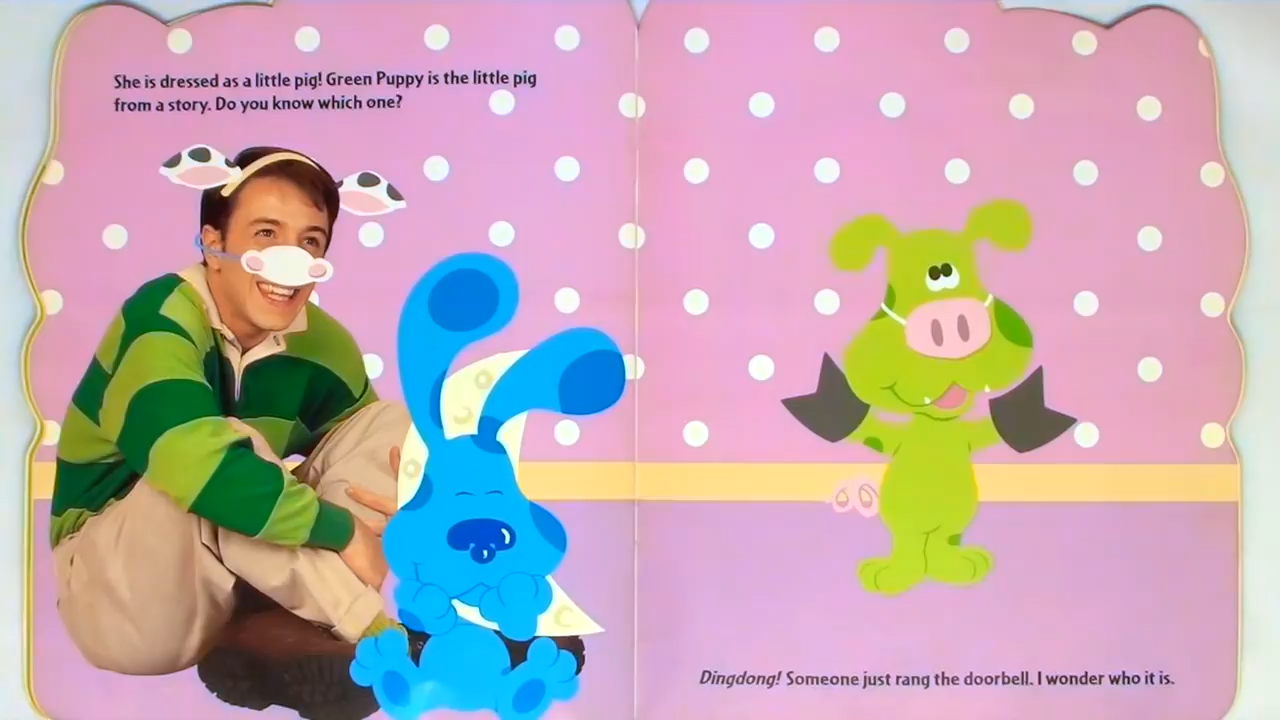 She is dressed as a little pig! Green Puppy is the little pig
from a story. Do you know which one?
Dingdong! Someone just rang the doorbell. I wonder who it is.